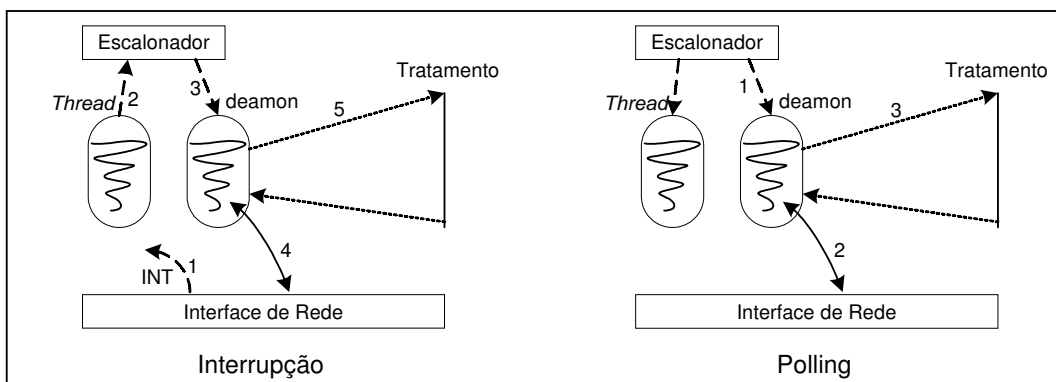 Escalonador
Tratamento
Thread
2
3
deamon
5
4
INT
1
Interface de Rede
Interrupção
Escalonador
Tratamento
Thread
1
deamon
3
2
Interface de Rede
Polling